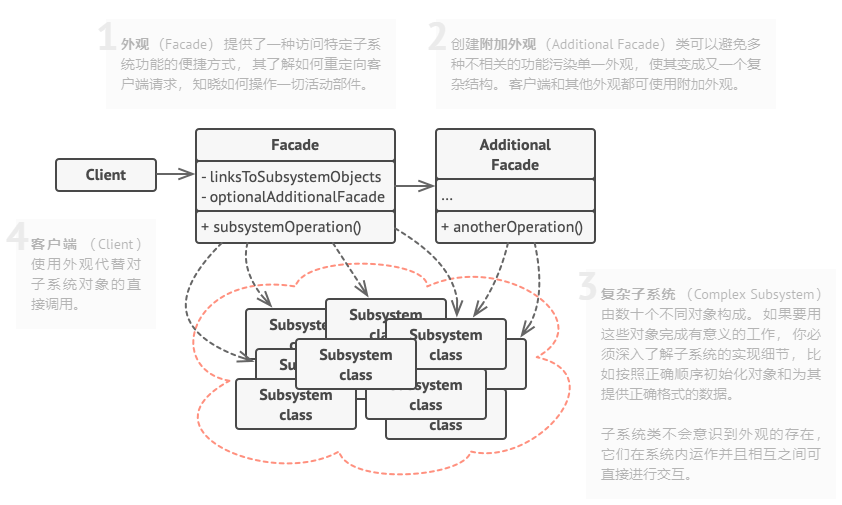 1
外观 （Facade） 提供了一种访问特定子系
统功能的便捷方式， 其了解如何重定向客
户端请求，知晓如何操作一切活动部件。
2
创建附加外观 （Additional Facade） 类可以避免多
种不相关的功能污染单一外观， 使其变成又一个复
杂结构。 客户端和其他外观都可使用附加外观。
Client
Facade
- linksToSubsystemObjects
- optionalAdditionalFacade
+ subsystemOperation()
Additional
Facade
...
+ anotherOperation()
4
客户端 （Client）
使用外观代替对
子系统对象的直
接调用。
3
复杂子系统 （Complex Subsystem）
由数十个不同对象构成。 如果要用
这些对象完成有意义的工作， 你必
须深入了解子系统的实现细节， 比
如按照正确顺序初始化对象和为其
提供正确格式的数据。
子系统类不会意识到外观的存在，
它们在系统内运作并且相互之间可
直接进行交互。
Subsystem
class
Subsystem
class
Subsystem
class
Subsystem
class
Subsystem
class
class